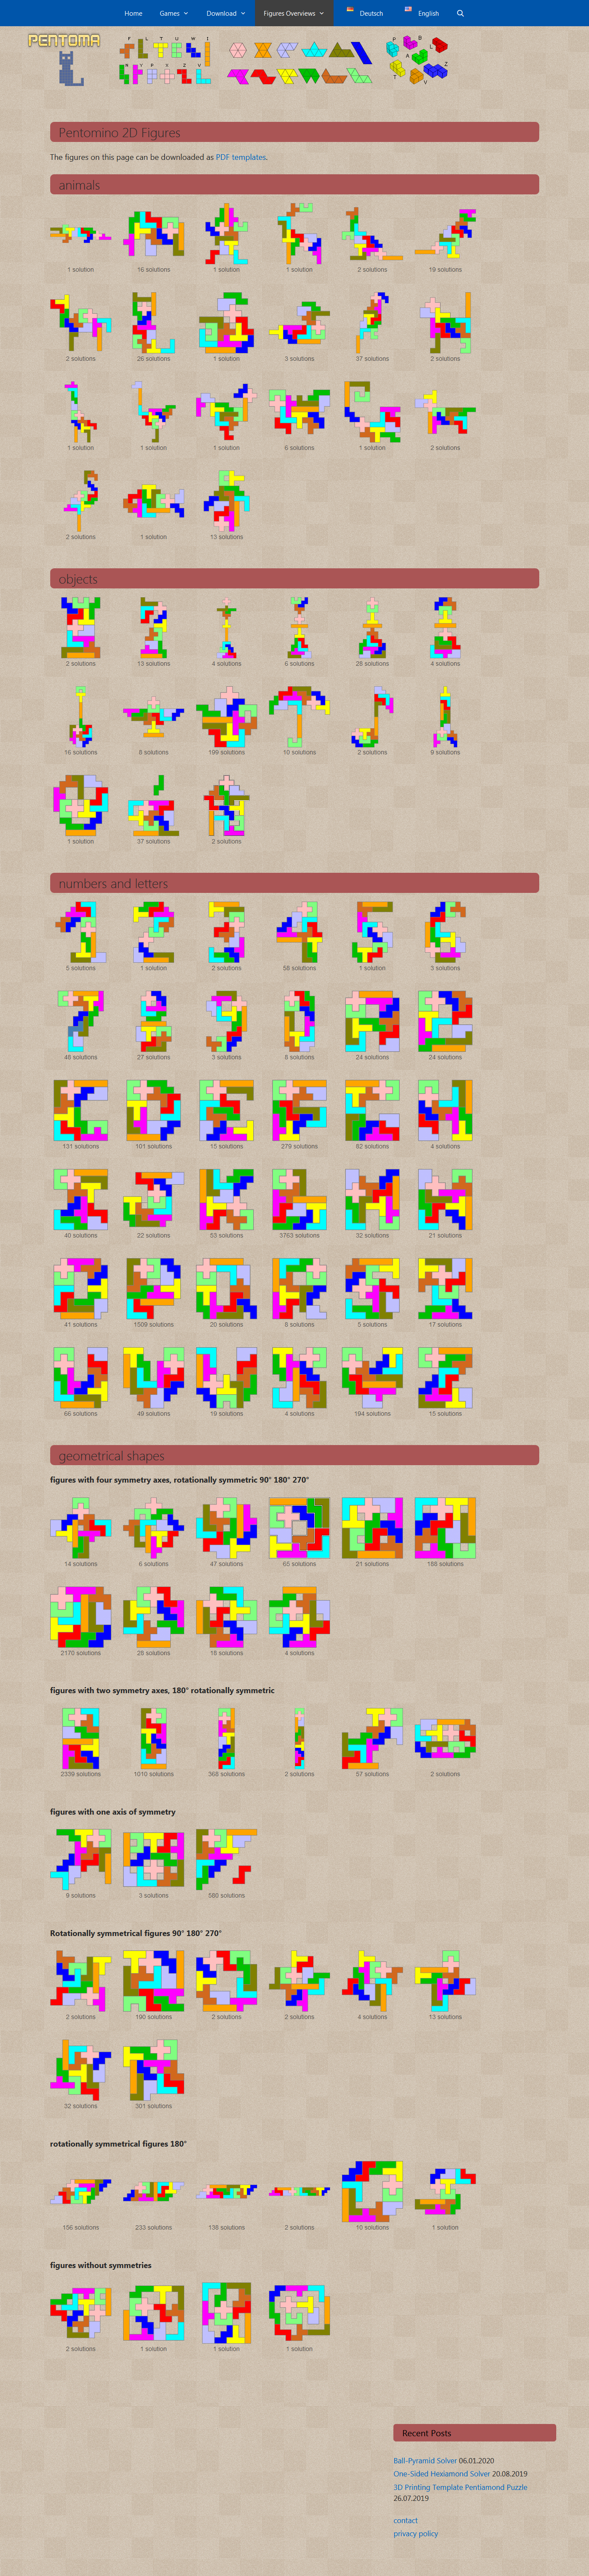 Home Games Download Figures Overviews Deutsch English
PENTOMA
F L T U W I
N Y P X Z V
Pentomino 2D Figures
The figures on this page can be downloaded as PDF templates.
animals
1 solution 16 solutions 1 solution 1 solution 2 solutions 19 solutions
2 solutions 26 solutions 1 solution 3 solutions 37 solutions 2 solutions
1 solution 1 solution 1 solution 6 solutions 1 solution 2 solutions
2 solutions 1 solution 13 solutions
objects
2 solutions 13 solutions 4 solutions 6 solutions 28 solutions 4 solutions
16 solutions 8 solutions 199 solutions 10 solutions 2 solutions 9 solutions
1 solution 37 solutions 2 solutions
numbers and letters
5 solutions 1 solution 2 solutions 58 solutions 1 solution 3 solutions
48 solutions 27 solutions 3 solutions 8 solutions 24 solutions 24 solutions
131 solutions 101 solutions 15 solutions 279 solutions 82 solutions 4 solutions
40 solutions 22 solutions 53 solutions 3763 solutions 32 solutions 21 solutions
41 solutions 1509 solutions 20 solutions 8 solutions 5 solutions 17 solutions
66 solutions 49 solutions 19 solutions 4 solutions 194 solutions 15 solutions
geometrical shapes
figures with four symmetry axes, rotationally symmetric 90° 180° 270°
14 solutions 6 solutions 47 solutions 65 solutions 21 solutions 188 solutions
2170 solutions 28 solutions 18 solutions 4 solutions
figures with two symmetry axes, 180° rotationally symmetric
2339 solutions 1010 solutions 368 solutions 2 solutions 57 solutions 2 solutions
figures with one axis of symmetry
9 solutions 3 solutions 580 solutions
Rotationally symmetrical figures 90° 180° 270°
2 solutions 190 solutions 2 solutions 2 solutions 4 solutions 13 solutions
32 solutions 301 solutions
rotationally symmetrical figures 180°
156 solutions 233 solutions 138 solutions 2 solutions 10 solutions 1 solution
figures without symmetries
2 solutions 1 solution 1 solution 1 solution
Recent Posts
Ball-Pyramid Solver 06.01.2020
One-Sided Hexiamond Solver 20.08.2019
3D Printing Template Pentiamond Puzzle
26.07.2019
contact
privacy policy